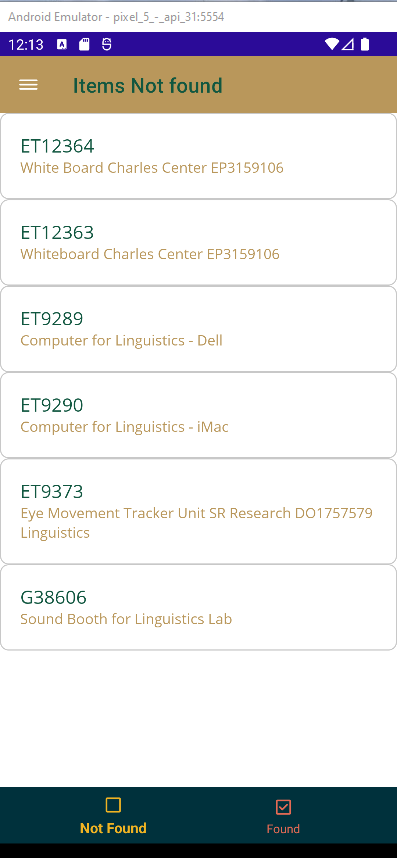 Android Emulator - pixel_5_-_api_31:5554
12:13
Items Not found
ET12364
White Board Charles Center EP3159106
ET12363
Whiteboard Charles Center EP3159106
ET9289
Computer for Linguistics - Dell
ET9290
Computer for Linguistics - iMac
ET9373
Eye Movement Tracker Unit SR Research DO1757579
Linguistics
G38606
Sound Booth for Linguistics Lab
Not Found
Found